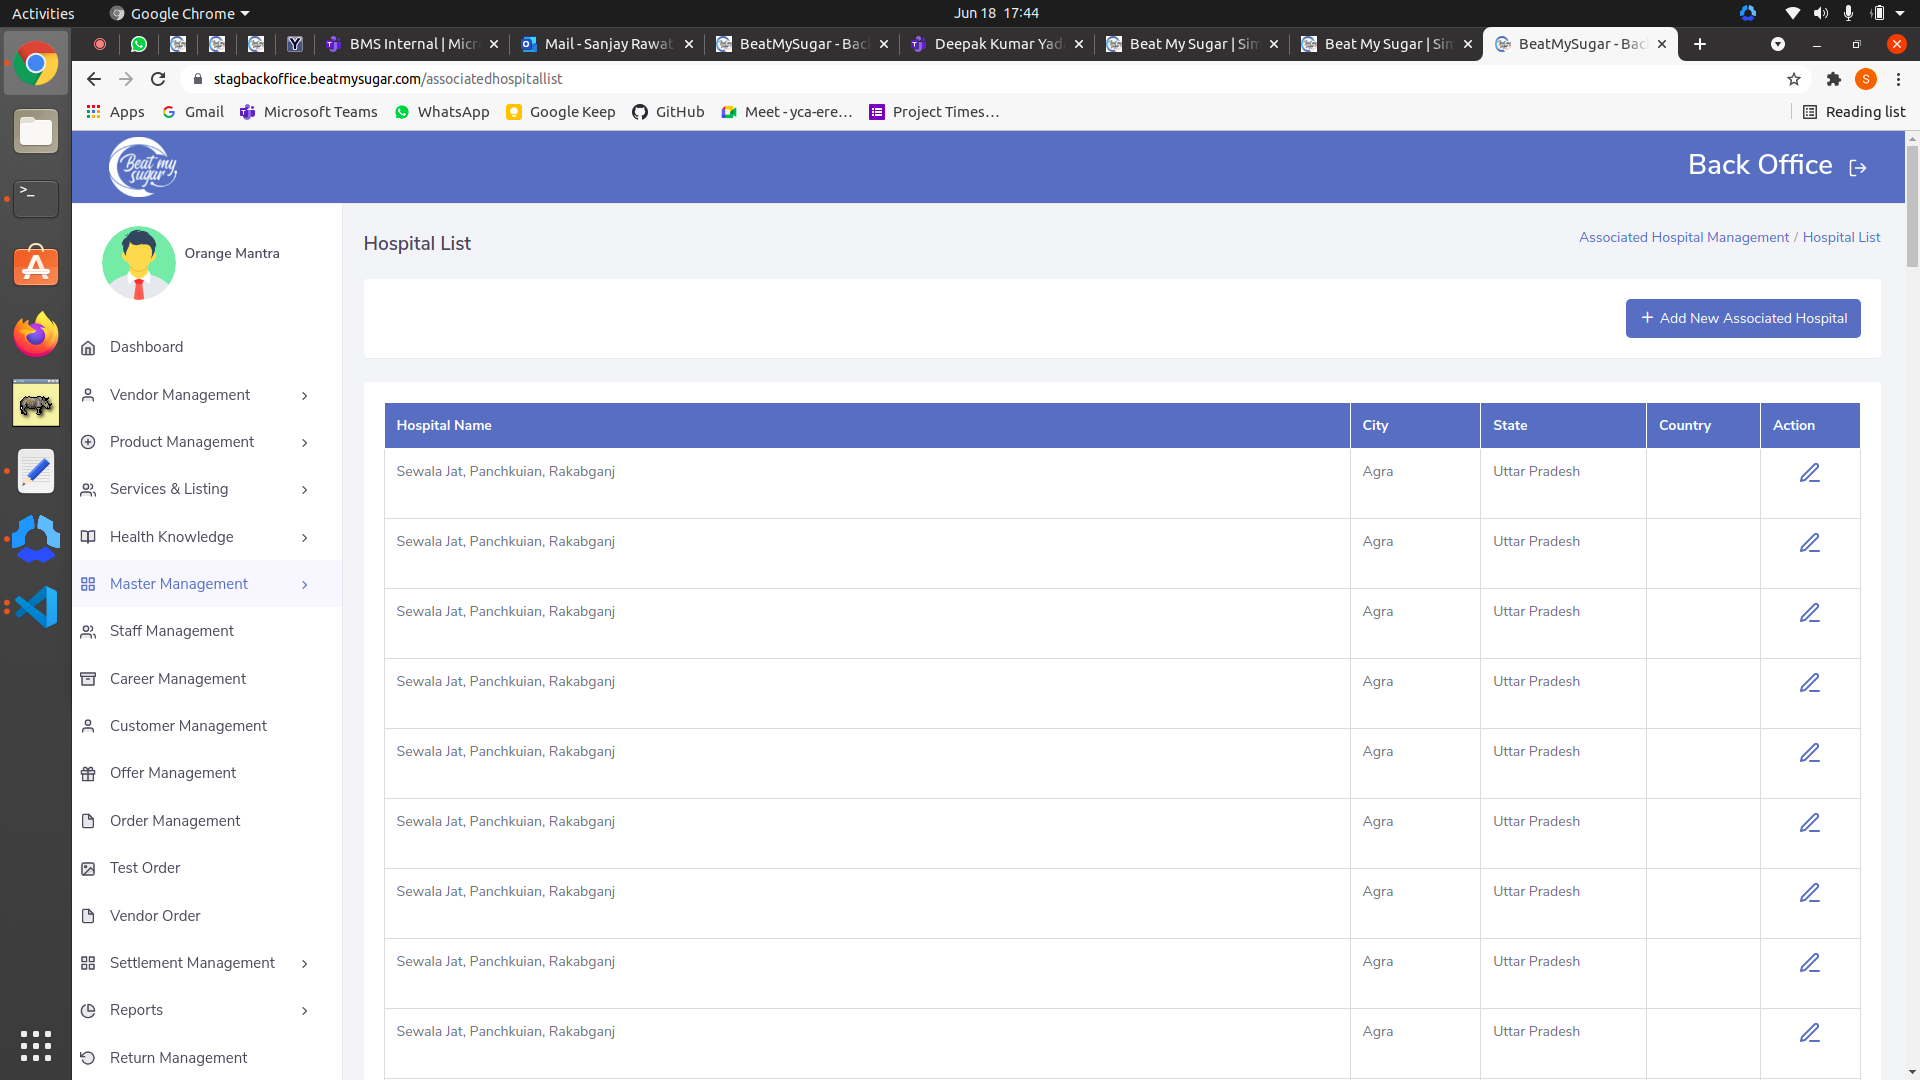 Activities
Google Chrome
Jun 18 17:44
BMS Internal | Micr
Mail - Sanjay Rawat
BeatMySugar - Bac
Deepak Kumar Yad
Beat My Sugar | Sim
Beat My Sugar | Sim
BeatMySugar - Bac
stagbackoffice.beatmysugar.com/associatedhospitallist
S
Apps
Gmail
Microsoft Teams
WhatsApp
Google Keep
GitHub
Meet - yca-ere...
Project Times...
Reading list
Beat my
sugar
Back Office
Orange Mantra
Hospital List
Associated Hospital Management / Hospital List
+ Add New Associated Hospital
Dashboard
Vendor Management
Product Management
Services & Listing
Health Knowledge
Master Management
Staff Management
Career Management
Customer Management
Offer Management
Order Management
Test Order
Vendor Order
Settlement Management
Reports
Return Management
Hospital Name City State Country Action
Sewala Jat, Panchkuian, Rakabganj Agra Uttar Pradesh
Sewala Jat, Panchkuian, Rakabganj Agra Uttar Pradesh
Sewala Jat, Panchkuian, Rakabganj Agra Uttar Pradesh
Sewala Jat, Panchkuian, Rakabganj Agra Uttar Pradesh
Sewala Jat, Panchkuian, Rakabganj Agra Uttar Pradesh
Sewala Jat, Panchkuian, Rakabganj Agra Uttar Pradesh
Sewala Jat, Panchkuian, Rakabganj Agra Uttar Pradesh
Sewala Jat, Panchkuian, Rakabganj Agra Uttar Pradesh
Sewala Jat, Panchkuian, Rakabganj Agra Uttar Pradesh